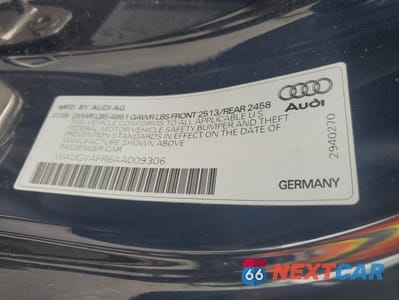 MFD. BY AUDI AG
07/09 GVWR LBS 4861 GAWR LBS FRONT 2513/REAR 2458
THIS VEHICLE CONFORMS TO ALL APPLICABLE U S
FEDERAL MOTOR VEHICLE SAFETY BUMPER AND THEFT
PREVENTION STANDARDS IN EFFECT ON THE DATE OF
MANUFACTURE SHOWN ABOVE
PASSENGER CAR
WAUGVAFR6AA009306
Audi
2940270
GERMANY
66 NEXTCAR